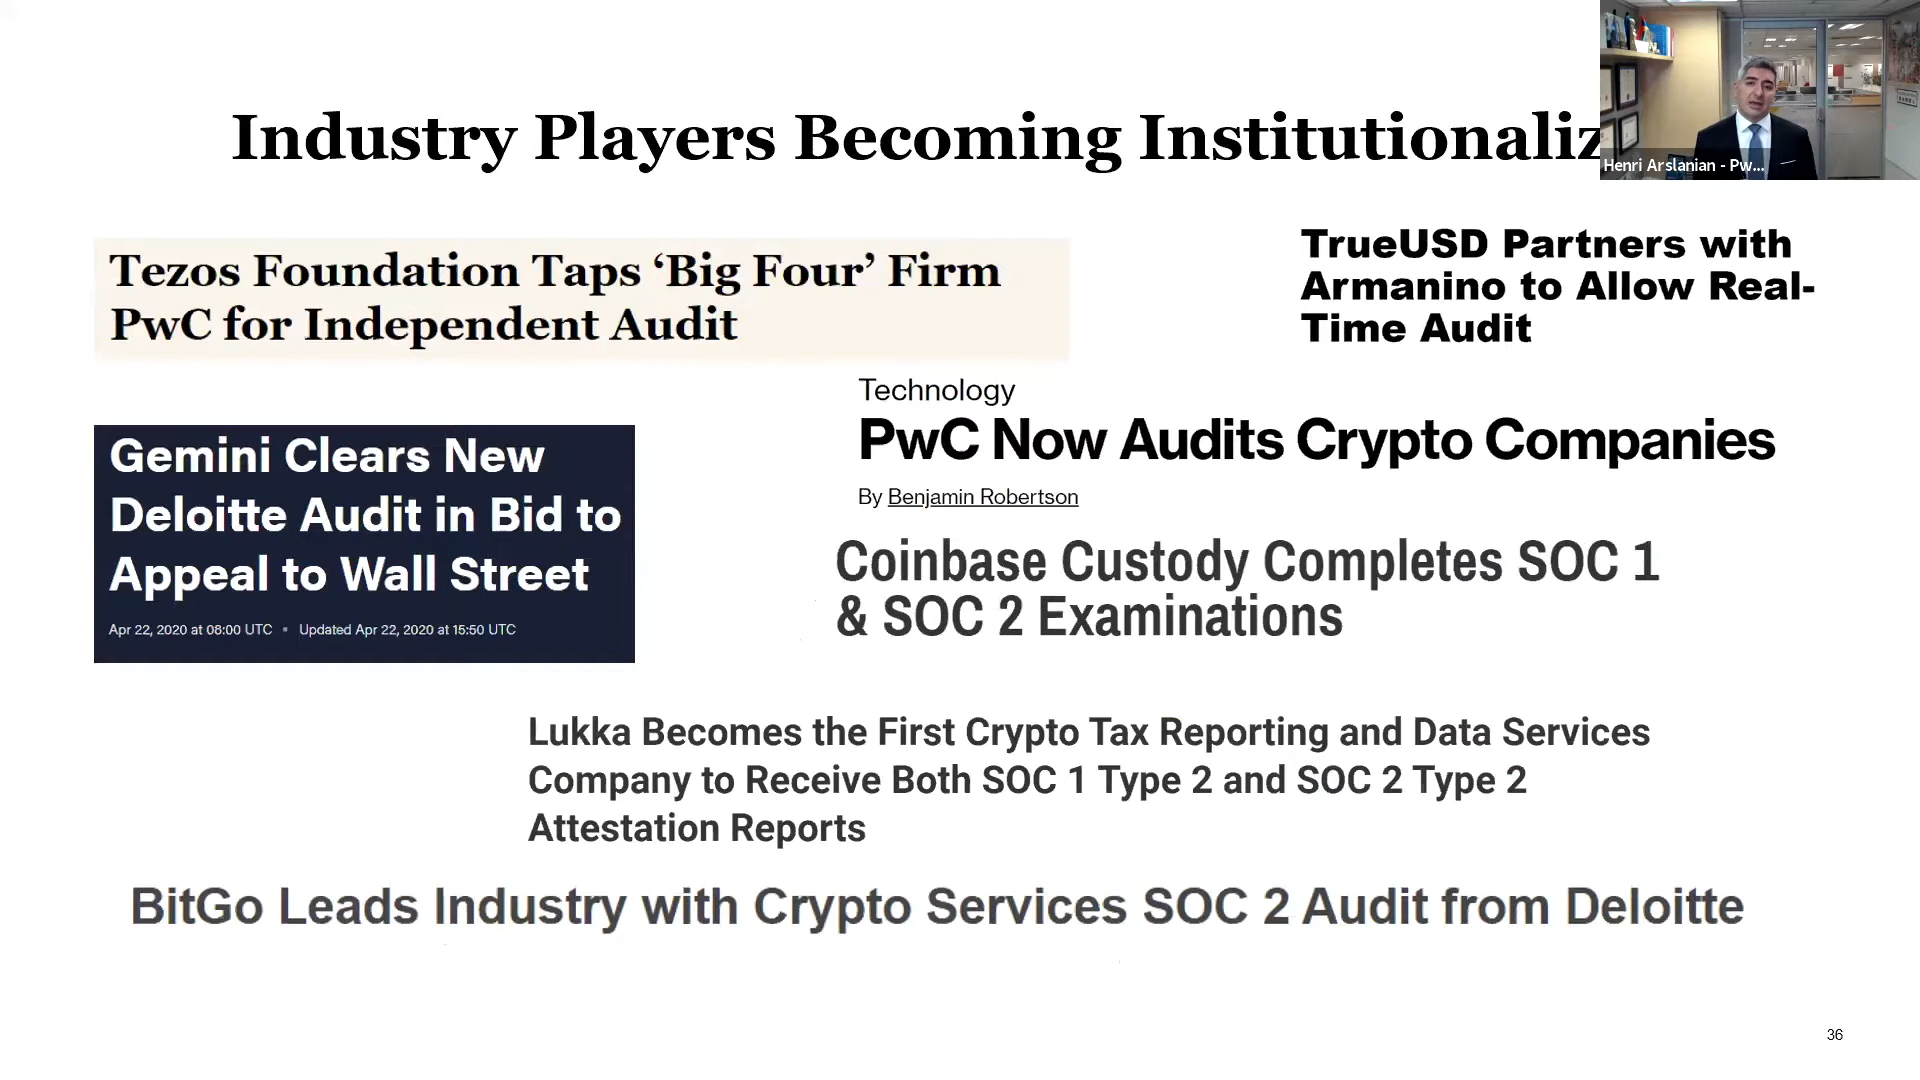 Industry Players Becoming Institutionaliz
Henri Arslanian - Pw...
Tezos Foundation Taps ‘Big Four’ Firm
PwC for Independent Audit
TrueUSD Partners with
Armanino to Allow Real-
Time Audit
Technology
PwC Now Audits Crypto Companies
By Benjamin Robertson
Gemini Clears New
Deloitte Audit in Bid to
Appeal to Wall Street
Apr 22, 2020 at 08:00 UTC • Updated Apr 22, 2020 at 15:50 UTC
Coinbase Custody Completes SOC 1
& SOC 2 Examinations
Lukka Becomes the First Crypto Tax Reporting and Data Services
Company to Receive Both SOC 1 Type 2 and SOC 2 Type 2
Attestation Reports
BitGo Leads Industry with Crypto Services SOC 2 Audit from Deloitte
36